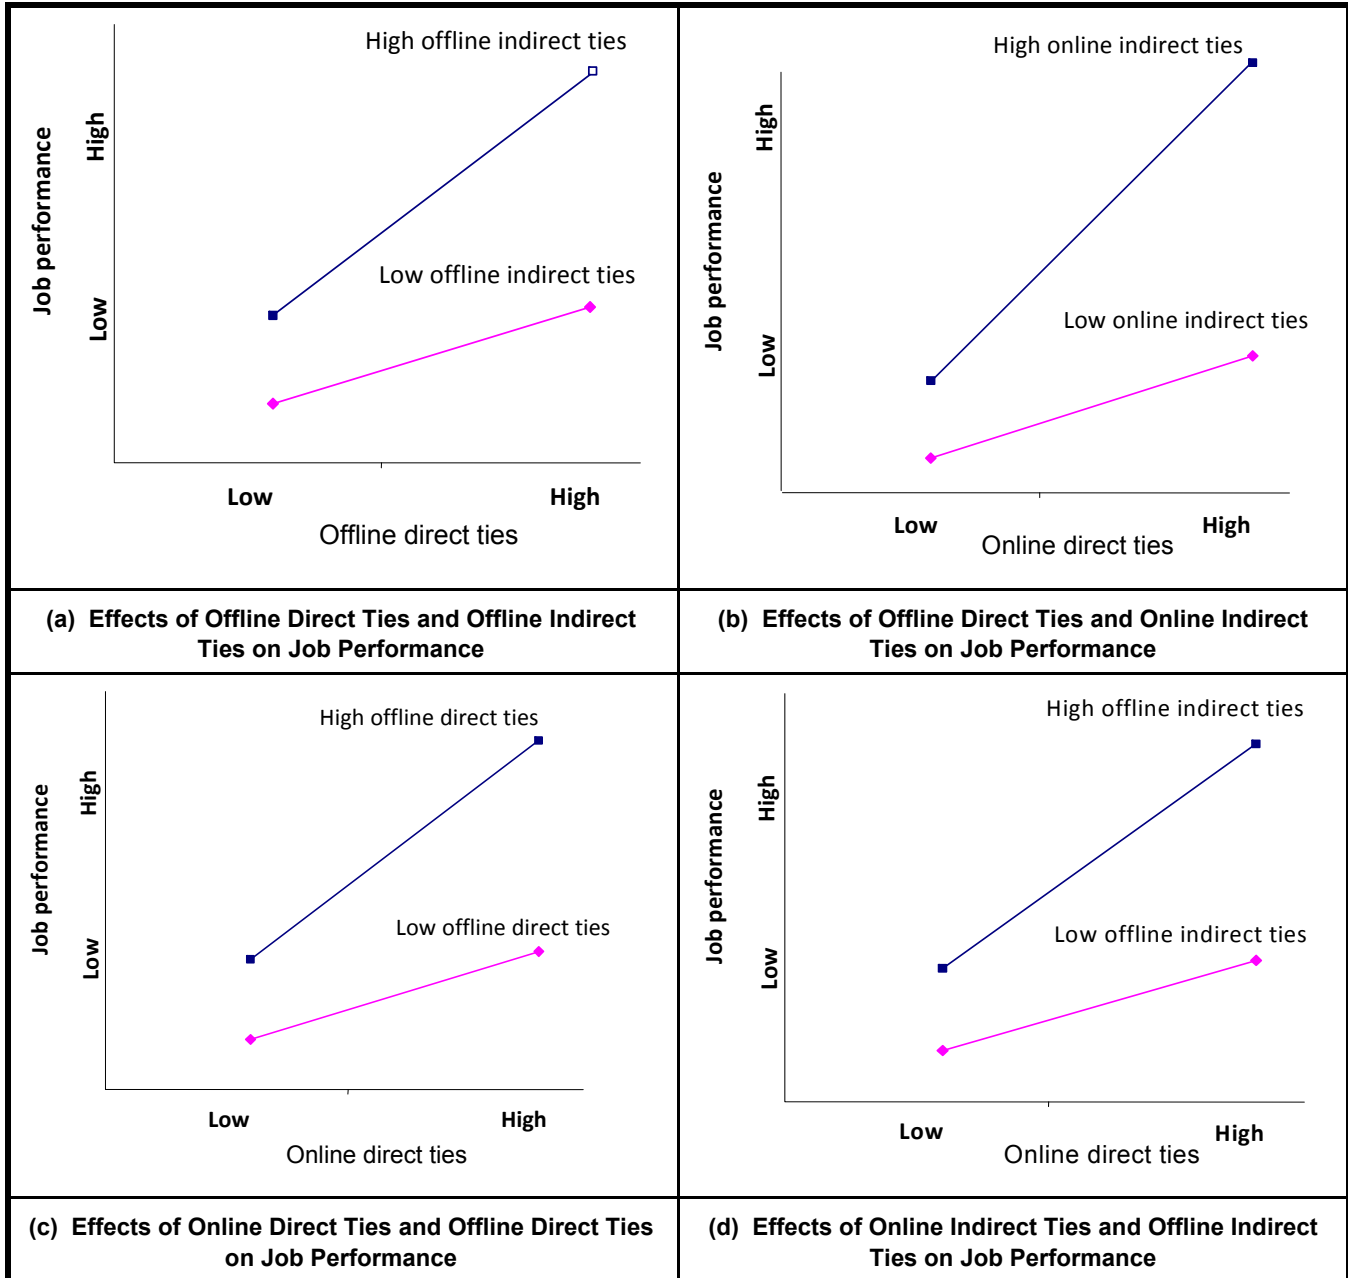 High offline indirect ties
High
Job performance
Low offline indirect ties
Low
Low
High
Offline direct ties
(a) Effects of Offline Direct Ties and Offline Indirect
Ties on Job Performance
High online indirect ties
High
Job performance
Low online indirect ties
Low
Low
High
Online direct ties
(b) Effects of Offline Direct Ties and Online Indirect
Ties on Job Performance
High offline direct ties
High
Job performance
Low offline direct ties
Low
Low
High
Online direct ties
(c) Effects of Online Direct Ties and Offline Direct Ties
on Job Performance
High offline indirect ties
High
Job performance
Low offline indirect ties
Low
Low
High
Online direct ties
(d) Effects of Online Indirect Ties and Offline Indirect
Ties on Job Performance